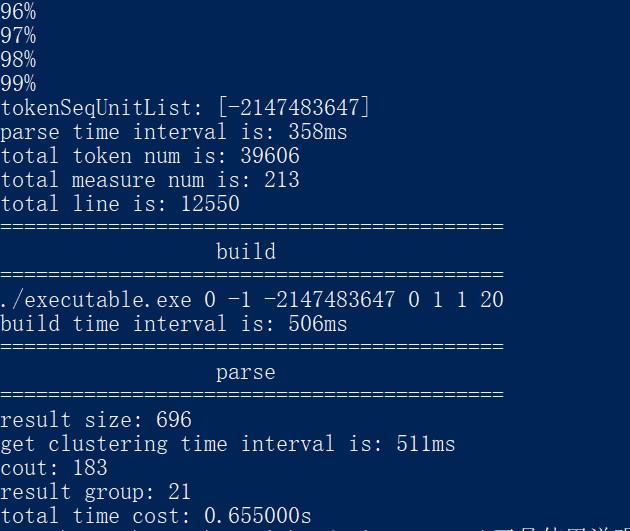 96%
97%
98%
99%
tokenSeqUnitList: [-2147483647]
parse time interval is: 358ms
total token num is: 39606
total measure num is: 213
total line is: 12550
==========================================
build
==========================================
./executable.exe 0 -1 -2147483647 0 1 1 20
build time interval is: 506ms
==========================================
parse
==========================================
result size: 696
get clustering time interval is: 511ms
cout: 183
result group: 21
total time cost: 0.655000s